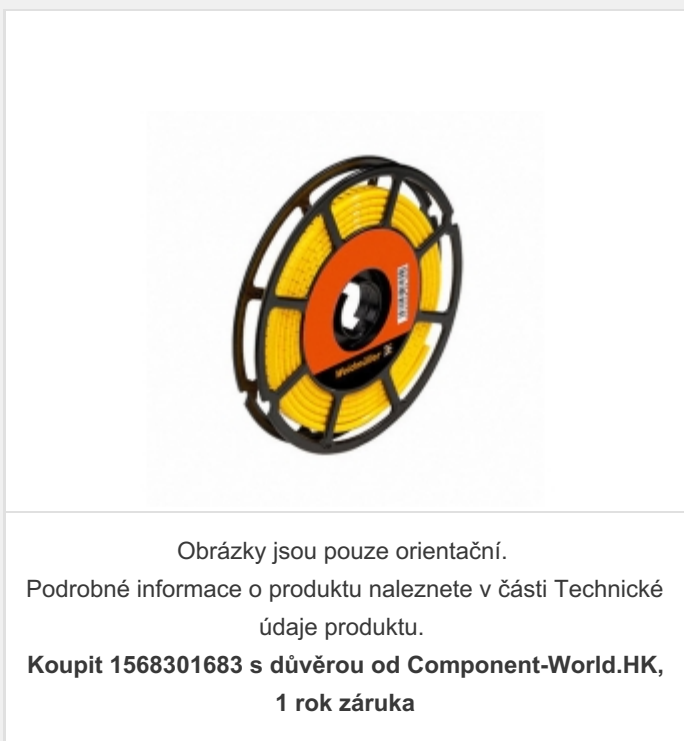 Weidmüller
Obrázky jsou pouze orientační.
Podrobné informace o produktu naleznete v části Technické
údaje produktu.
Koupit 1568301683 s důvěrou od Component-World.HK,
1 rok záruka